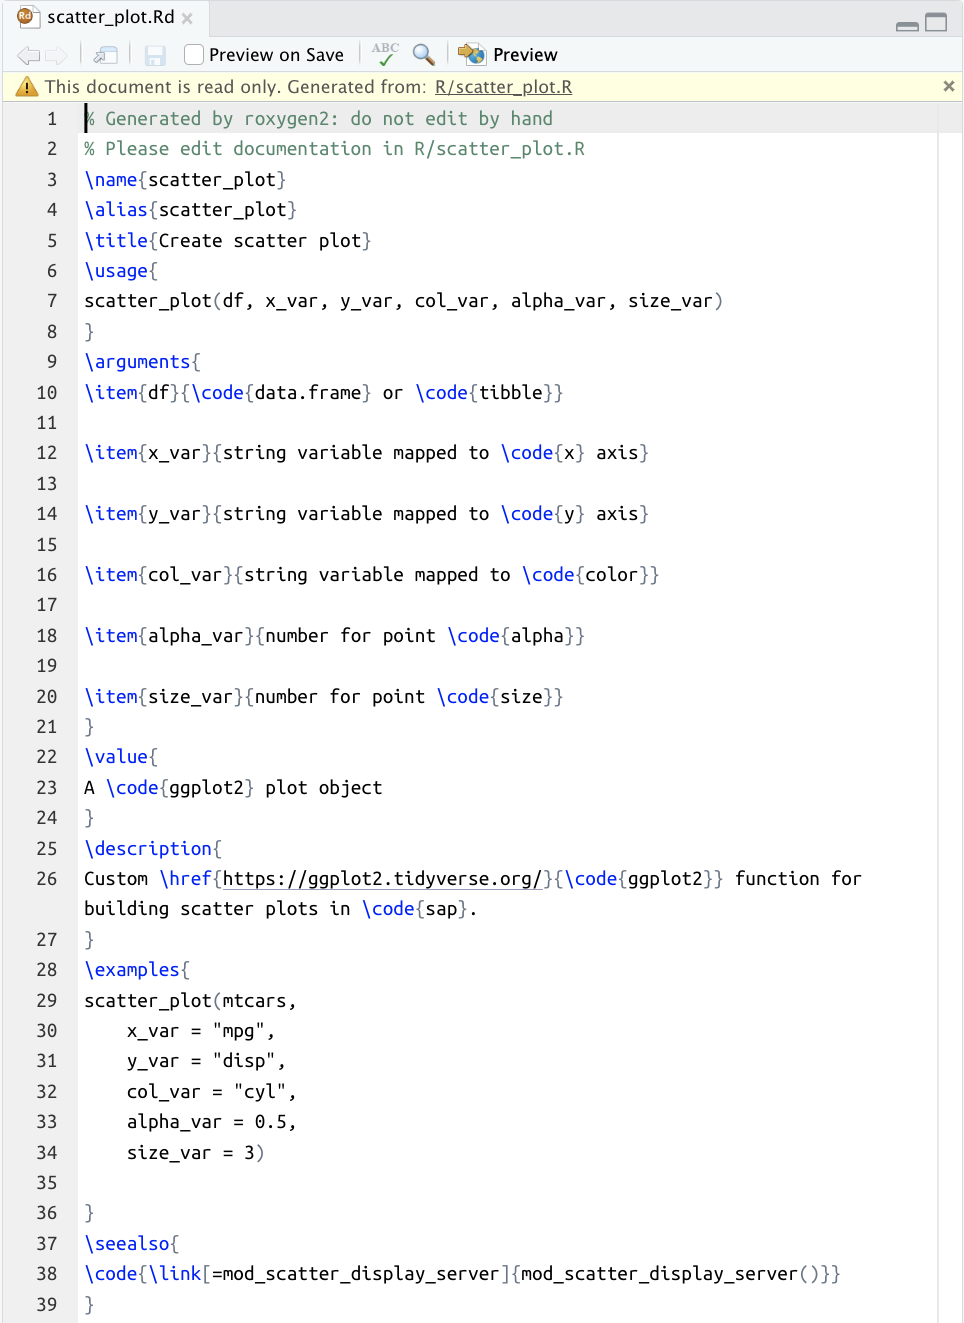 scatter_plot.Rd
Preview on Save ABC Preview
This document is read only. Generated from: R/scatter_plot.R
1 % Generated by roxygen2: do not edit by hand
2 % Please edit documentation in R/scatter_plot.R
3 \name{scatter_plot}
4 \alias{scatter_plot}
5 \title{Create scatter plot}
6 \usage{
7 scatter_plot(df, x_var, y_var, col_var, alpha_var, size_var)
8 }
9 \arguments{
10 \item{df}{\code{data.frame} or \code{tibble}}
11
12 \item{x_var}{string variable mapped to \code{x} axis}
13
14 \item{y_var}{string variable mapped to \code{y} axis}
15
16 \item{col_var}{string variable mapped to \code{color}}
17
18 \item{alpha_var}{number for point \code{alpha}}
19
20 \item{size_var}{number for point \code{size}}
21 }
22 \value{
23 A \code{ggplot2} plot object
24 }
25 \description{
26 Custom \href{https://ggplot2.tidyverse.org/}{\code{ggplot2}} function for
building scatter plots in \code{sap}.
27 }
28 \examples{
29 scatter_plot(mtcars,
30     x_var = "mpg",
31     y_var = "disp",
32     col_var = "cyl",
33     alpha_var = 0.5,
34     size_var = 3)
35
36 }
37 \seealso{
38 \code{\link[=mod_scatter_display_server]{mod_scatter_display_server()}}
39 }